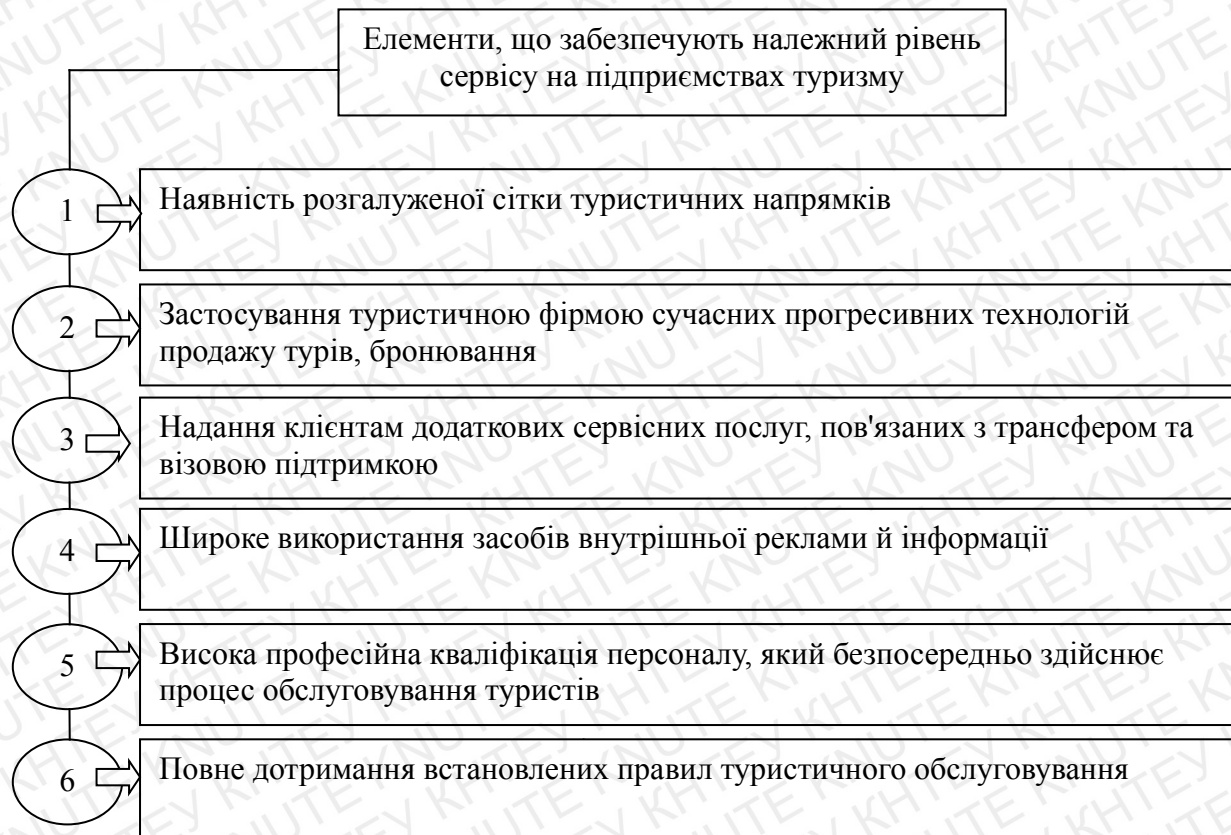 Елементи, що забезпечують належний рівень
сервісу на підприємствах туризму
1
Наявність розгалуженої сітки туристичних напрямків
2
Застосування туристичною фірмою сучасних прогресивних технологій
продажу турів, бронювання
3
Надання клієнтам додаткових сервісних послуг, пов'язаних з трансфером та
візовою підтримкою
4
Широке використання засобів внутрішньої реклами й інформації
5
Висока професійна кваліфікація персоналу, який безпосередньо здійснює
процес обслуговування туристів
6
Повне дотримання встановлених правил туристичного обслуговування